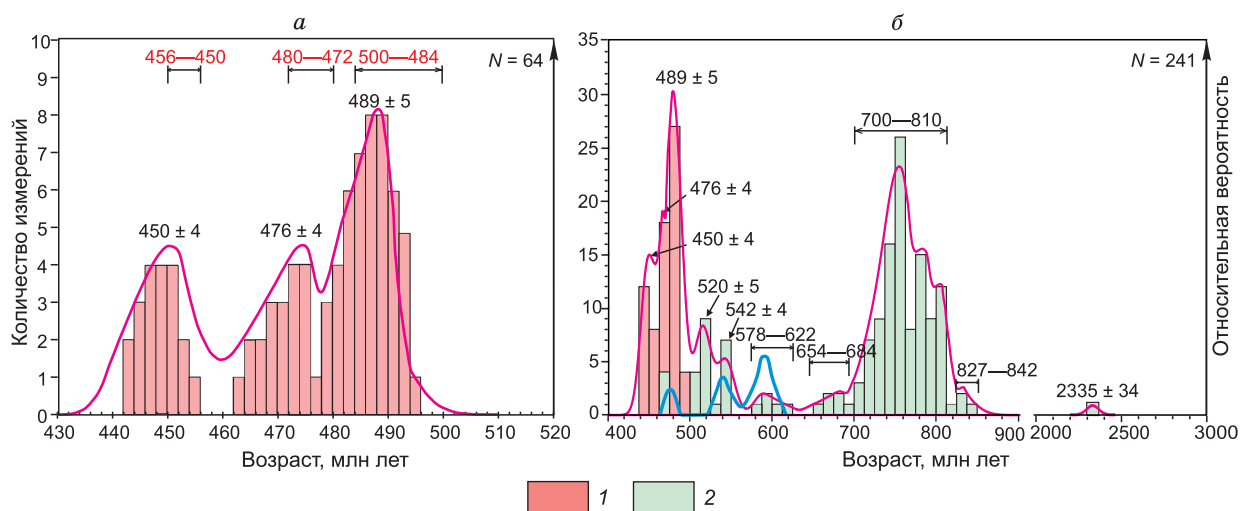 а
б
456—450
480—472
500—484
N = 64
489 ± 5
450 ± 4
476 ± 4
Количество измерений
10
9
8
7
6
5
4
3
2
1
0
430
440
450
460
470
480
490
500
510
520
Возраст, млн лет
N = 241
489 ± 5
700—810
476 ± 4
450 ± 4
520 ± 5
542 ± 4
578—622
654—684
827—842
2335 ± 34
35
30
25
20
15
10
5
0
400
500
600
700
800
900
2000
2500
3000
Возраст, млн лет
Относительная вероятность
1
2